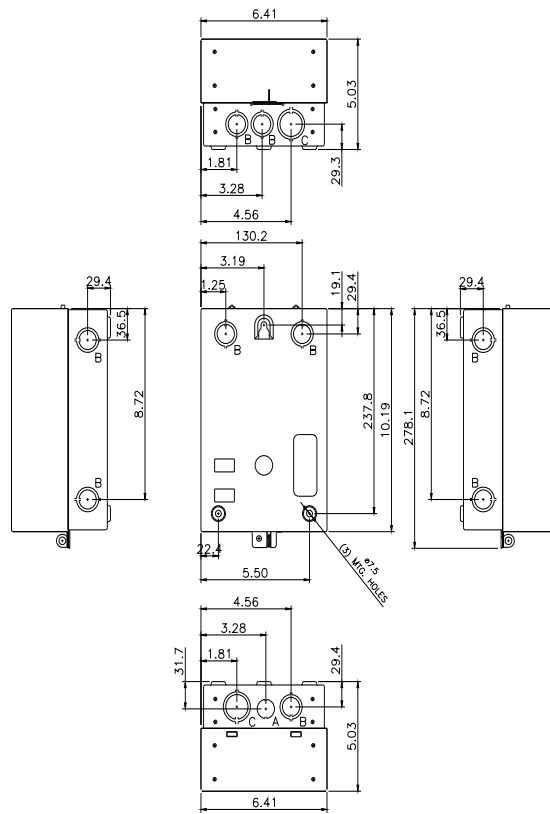 6.41
5.03
B
B
C
29.3
1.81
3.28
4.56
130.2
3.19
1.25
19.1
29.4
B
B
237.8
10.19
22.4
5.50
ø7.5
(3) MTG. HOLES
29.4
36.5
B
8.72
B
29.4
36.5
B
278.1
8.72
B
4.56
3.28
1.81
31.7
29.4
C
A
B
5.03
6.41